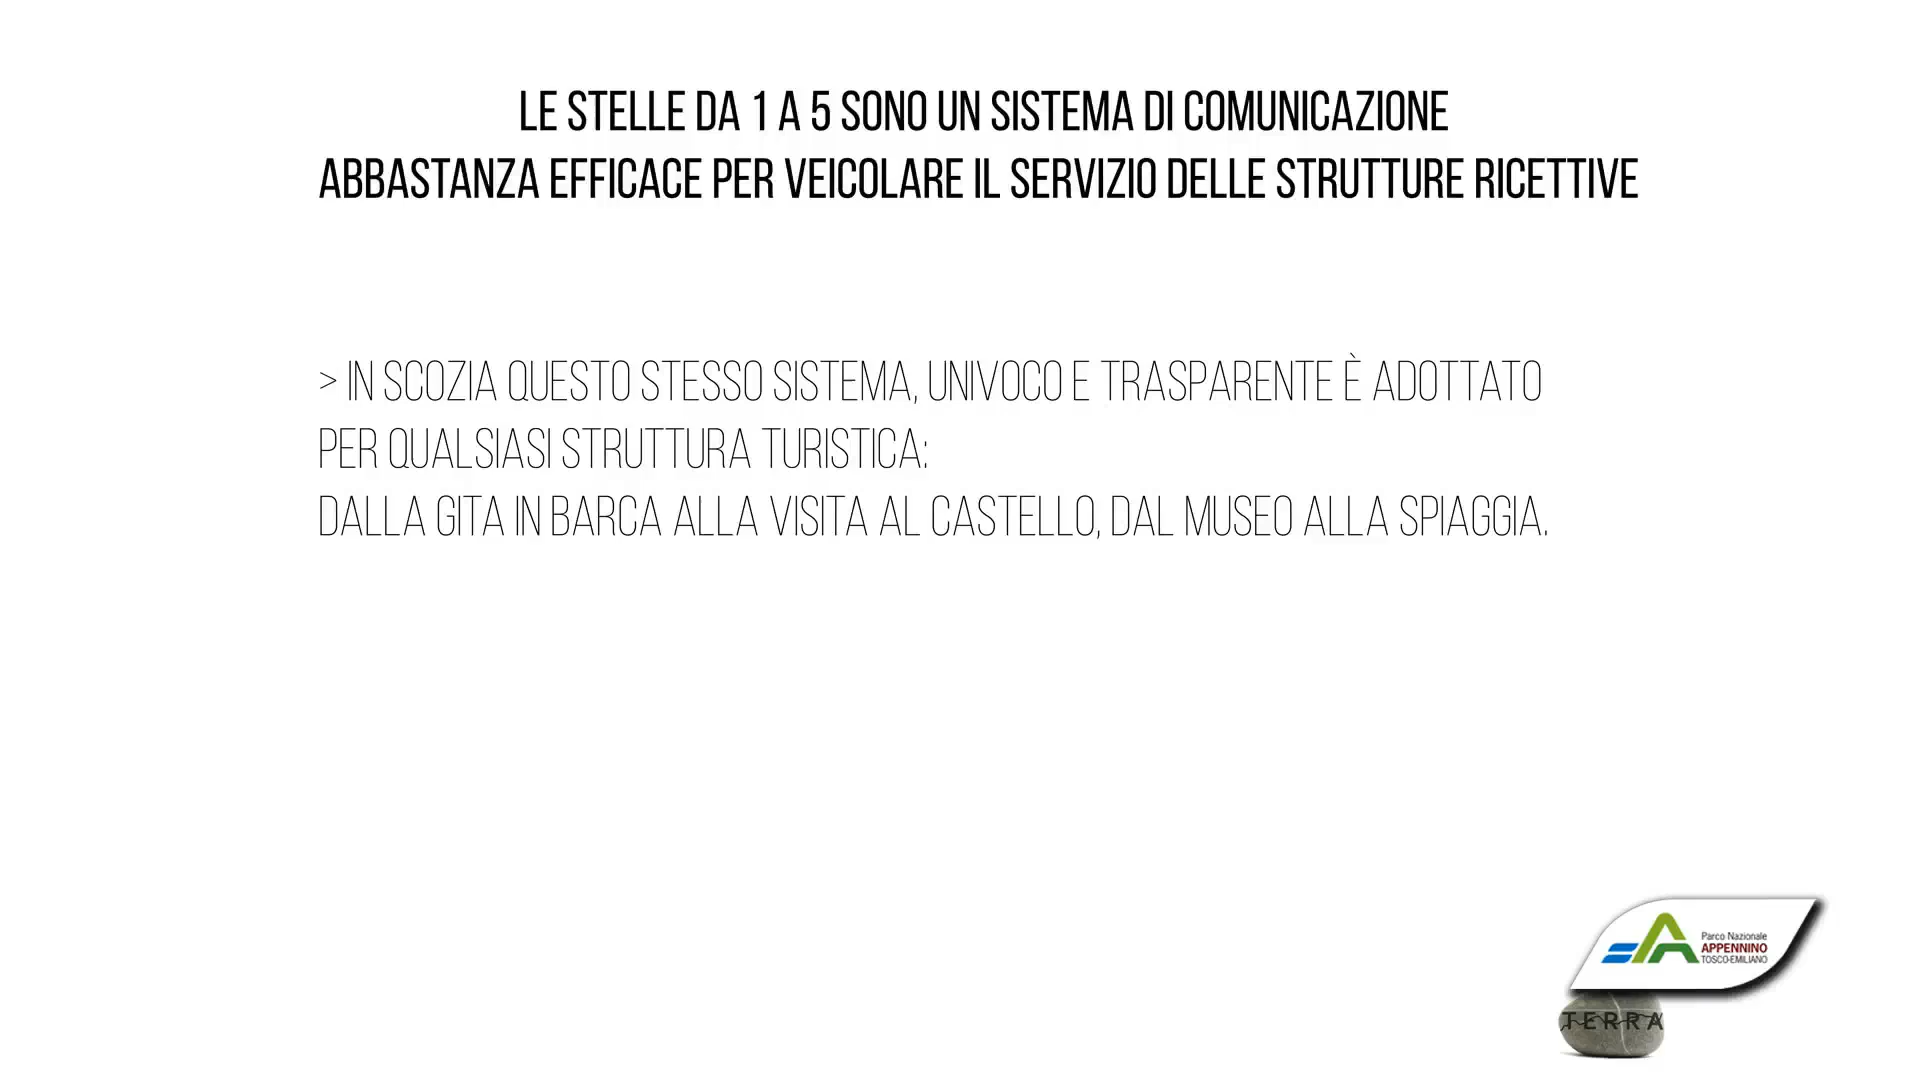 LE STELLE DA 1 A 5 SONO UN SISTEMA DI COMUNICAZIONE
ABBASTANZA EFFICACE PER VEICOLARE IL SERVIZIO DELLE STRUTTURE RICETTIVE
> IN SCOZIA QUESTO STESSO SISTEMA, UNIVOCO E TRASPARENTE È ADOTTATO
PER QUALSIASI STRUTTURA TURISTICA:
DALLA GITA IN BARCA ALLA VISITA AL CASTELLO, DAL MUSEO ALLA SPIAGGIA.
Parco Nazionale
APPENNINO
TOSCO-EMILIANO
TERRA